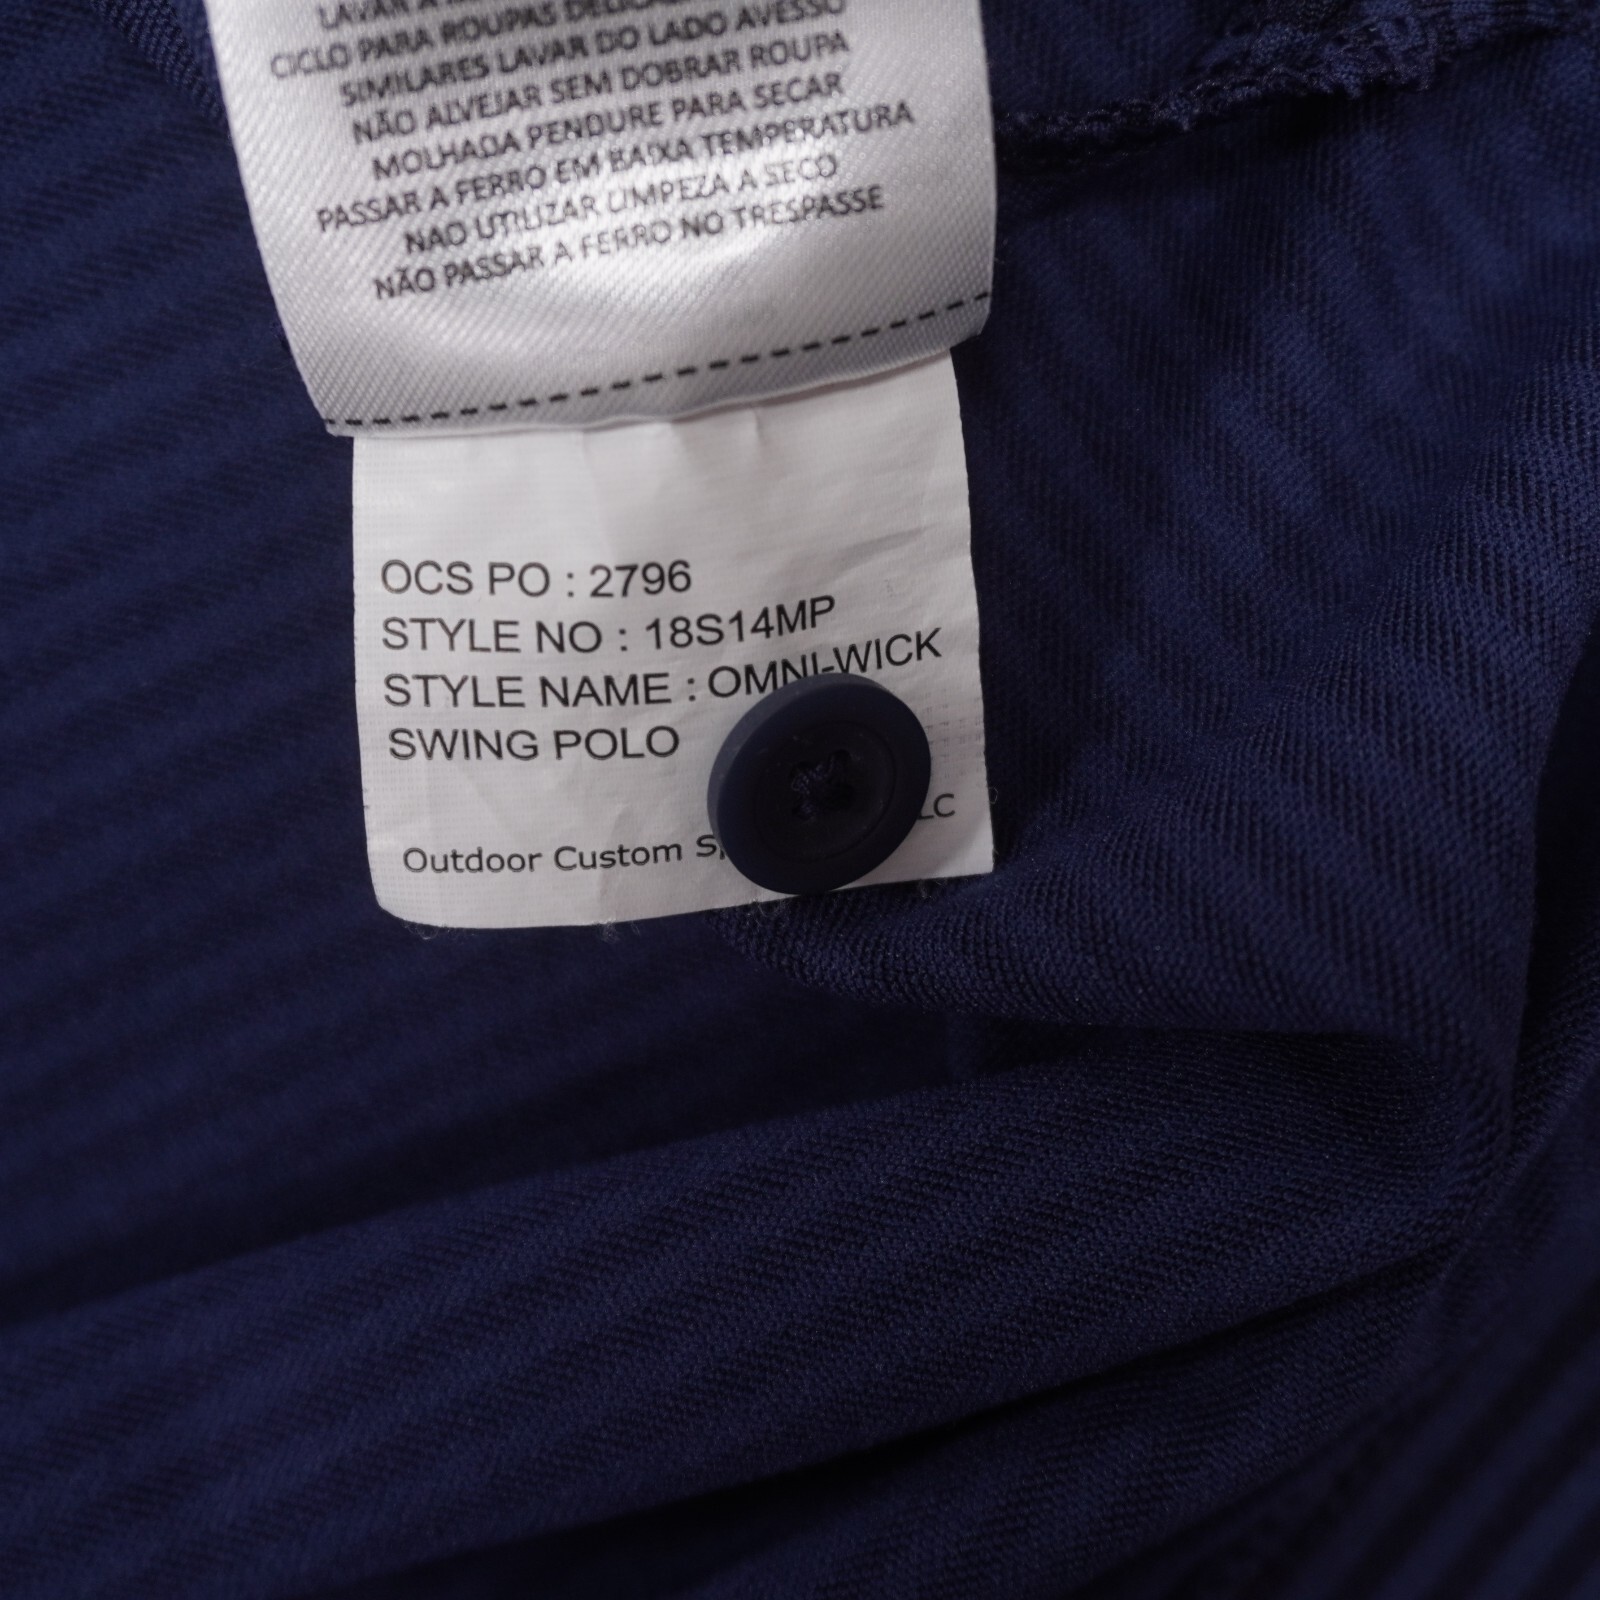 LAVAR A
CICLO PARA ROUPAS
SIMILARES LAVAR DO LADO AVESSO
NÃO ALVEJAR SEM DOBRAR ROUPA
MOLHADA PENDURE PARA SECAR
PASSAR A FERRO EM BAIXA TEMPERATURA
NAO UTILIZAR LIMPEZA A SECO
NÃO PASSAR A FERRO NO TRESPASSE
OCS PO : 2796
STYLE NO : 18S14MP
STYLE NAME : OMNI-WICK
SWING POLO
Outdoor Custom